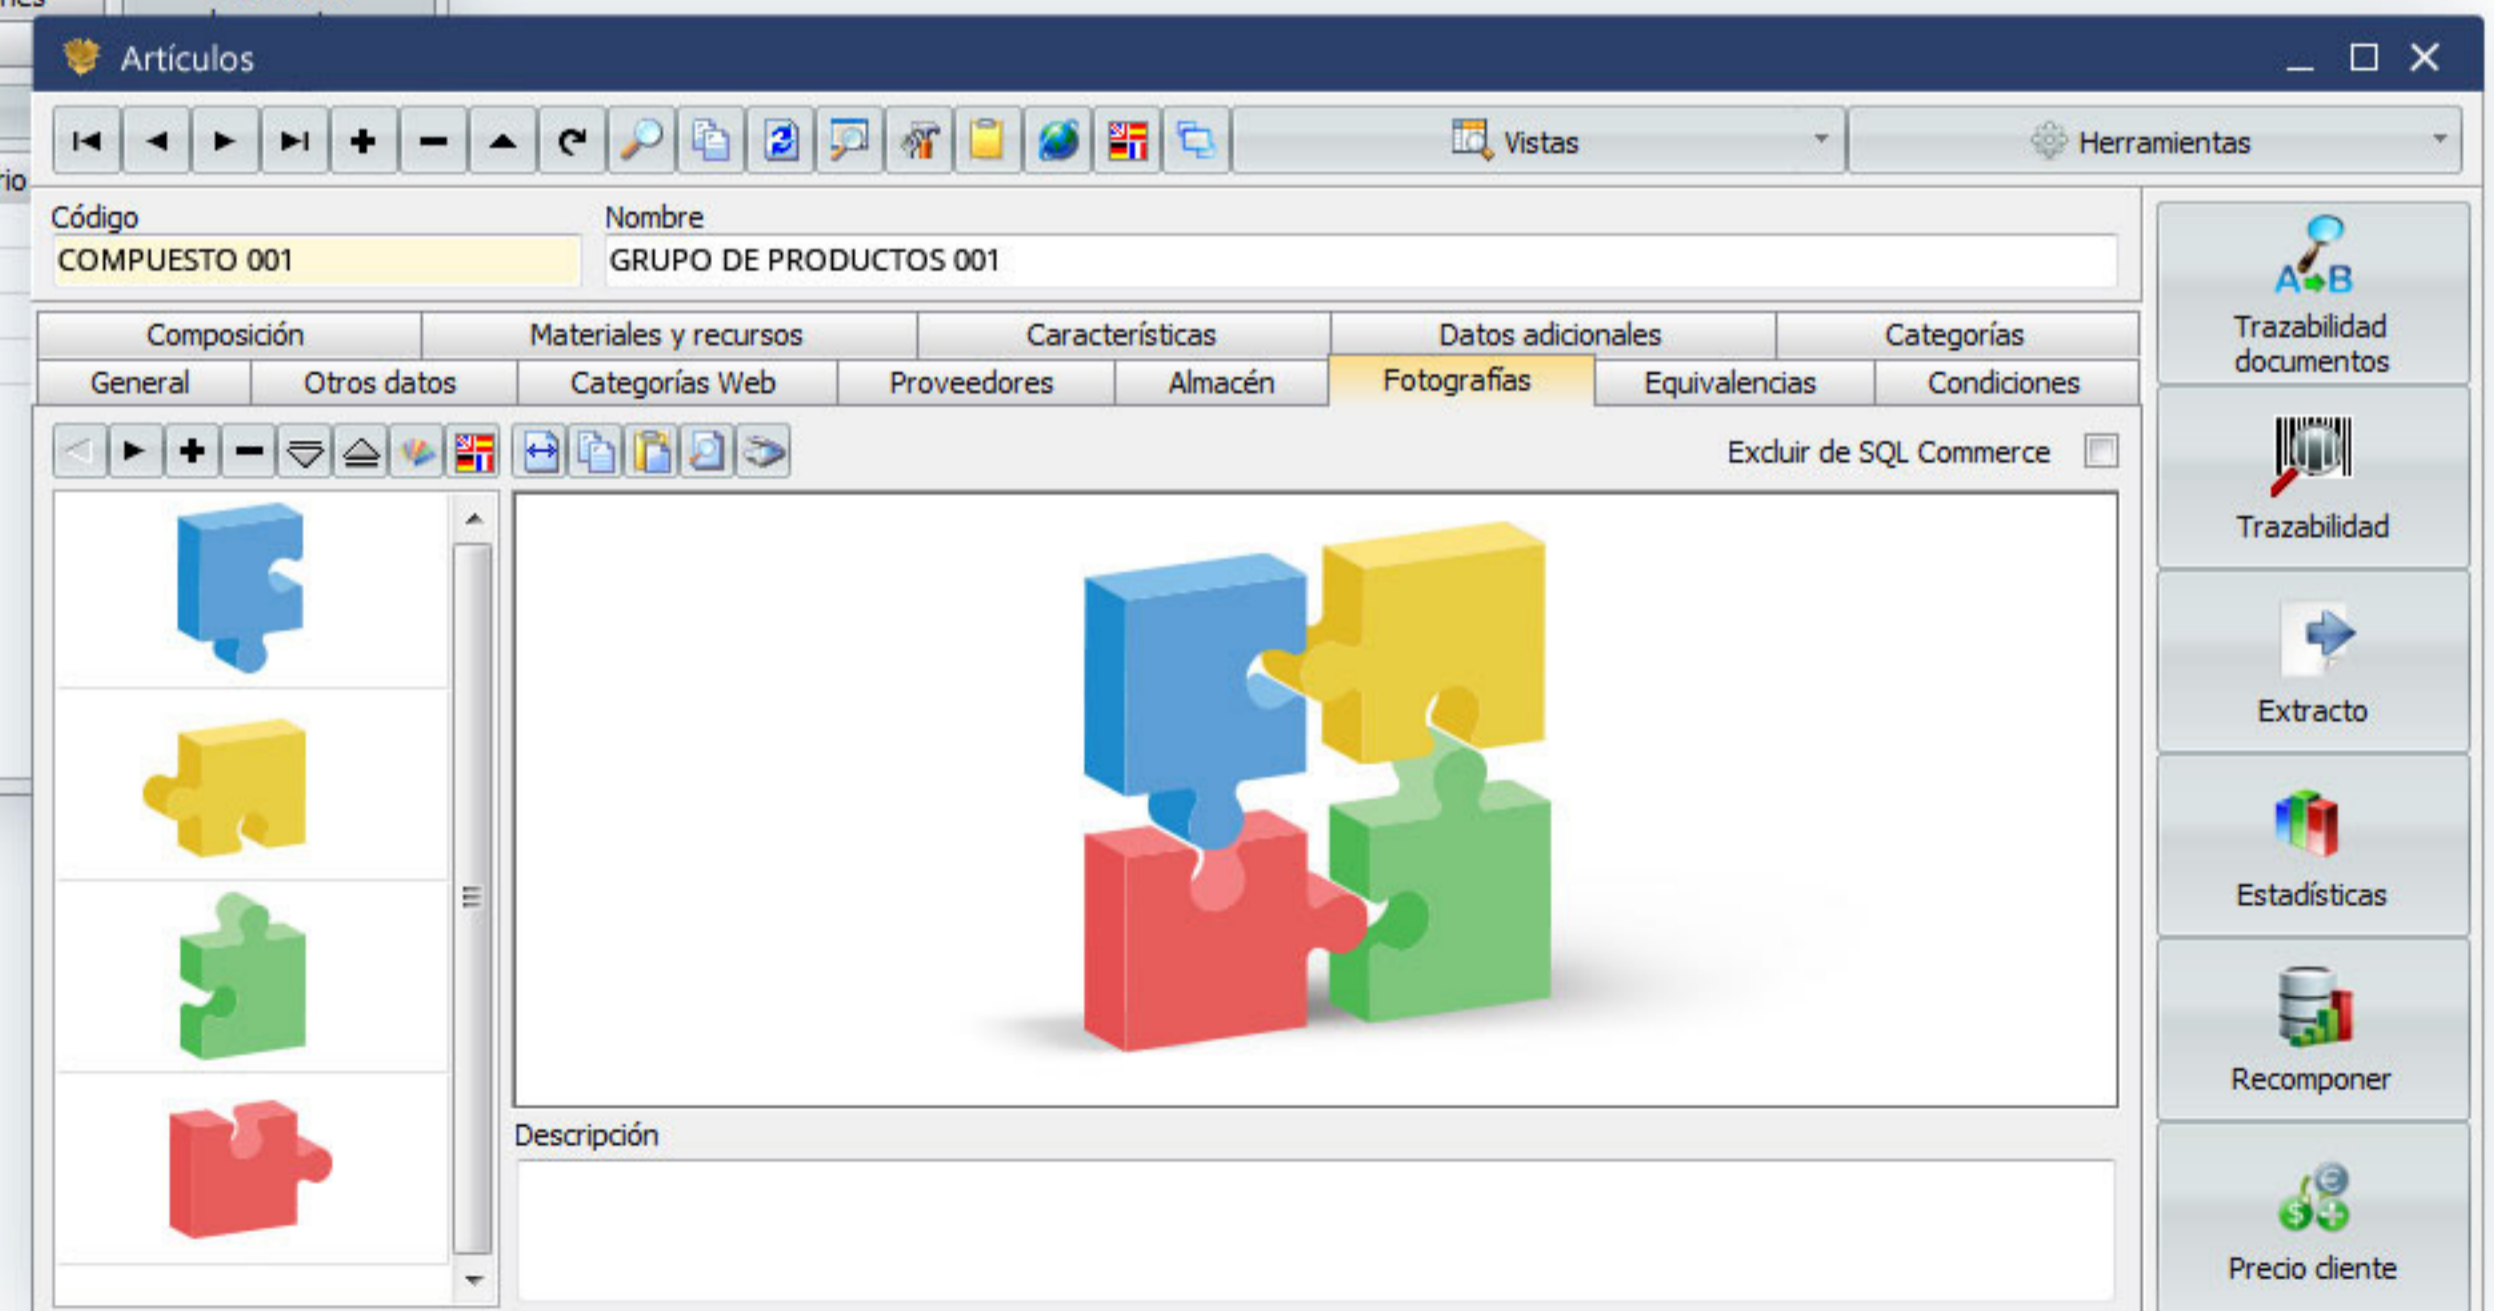 Artículos
Vistas
Herramientas
Código
Nombre
COMPUESTO 001
GRUPO DE PRODUCTOS 001
Composición
Materiales y recursos
Características
Datos adicionales
Categorías
General
Otros datos
Categorías Web
Proveedores
Almacén
Fotografías
Equivalencias
Condiciones
Excluir de SQL Commerce
Descripción
A B
Trazabilidad
documentos
Trazabilidad
Extracto
Estadísticas
Recomponer
Precio cliente